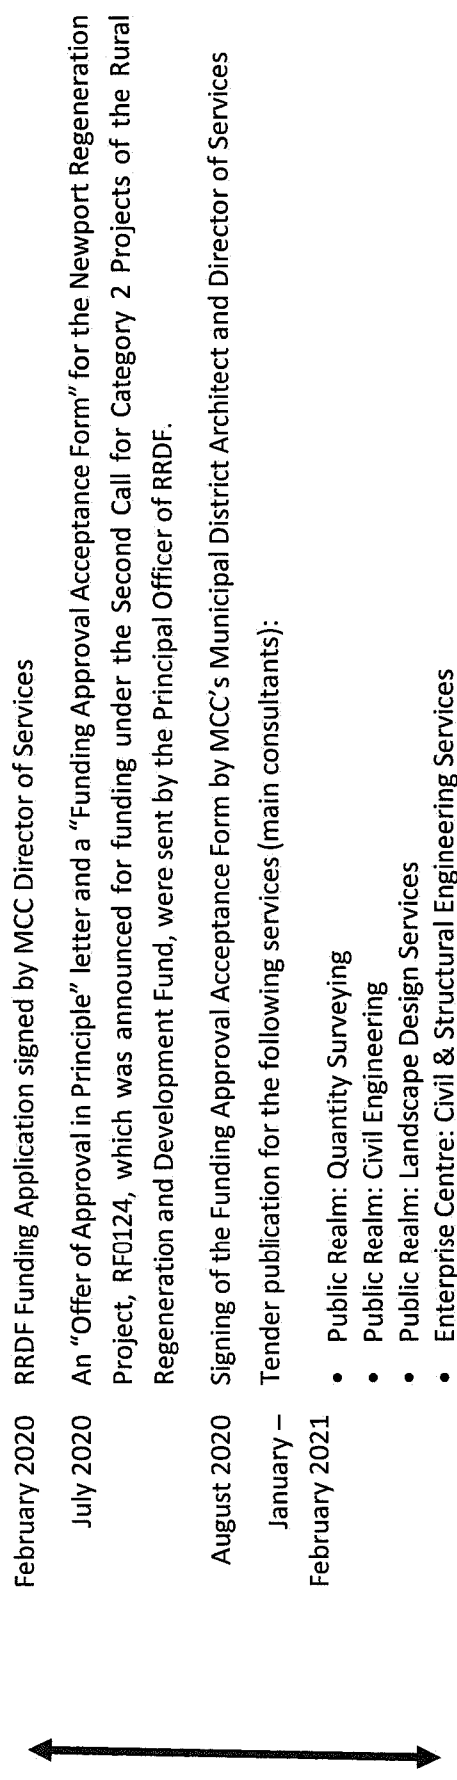 February 2020 RRDF Funding Application signed by MCC Director of Services
July 2020 An “Offer of Approval in Principle” letter and a “Funding Approval Acceptance Form” for the Newport Regeneration
Project, RF0124, which was announced for funding under the Second Call for Category 2 Projects of the Rural
Regeneration and Development Fund, were sent by the Principal Officer of RRDF.
August 2020 Signing of the Funding Approval Acceptance Form by MCC’s Municipal District Architect and Director of Services
January – Tender publication for the following services (main consultants):
February 2021
• Public Realm: Quantity Surveying
• Public Realm: Civil Engineering
• Public Realm: Landscape Design Services
• Enterprise Centre: Civil & Structural Engineering Services